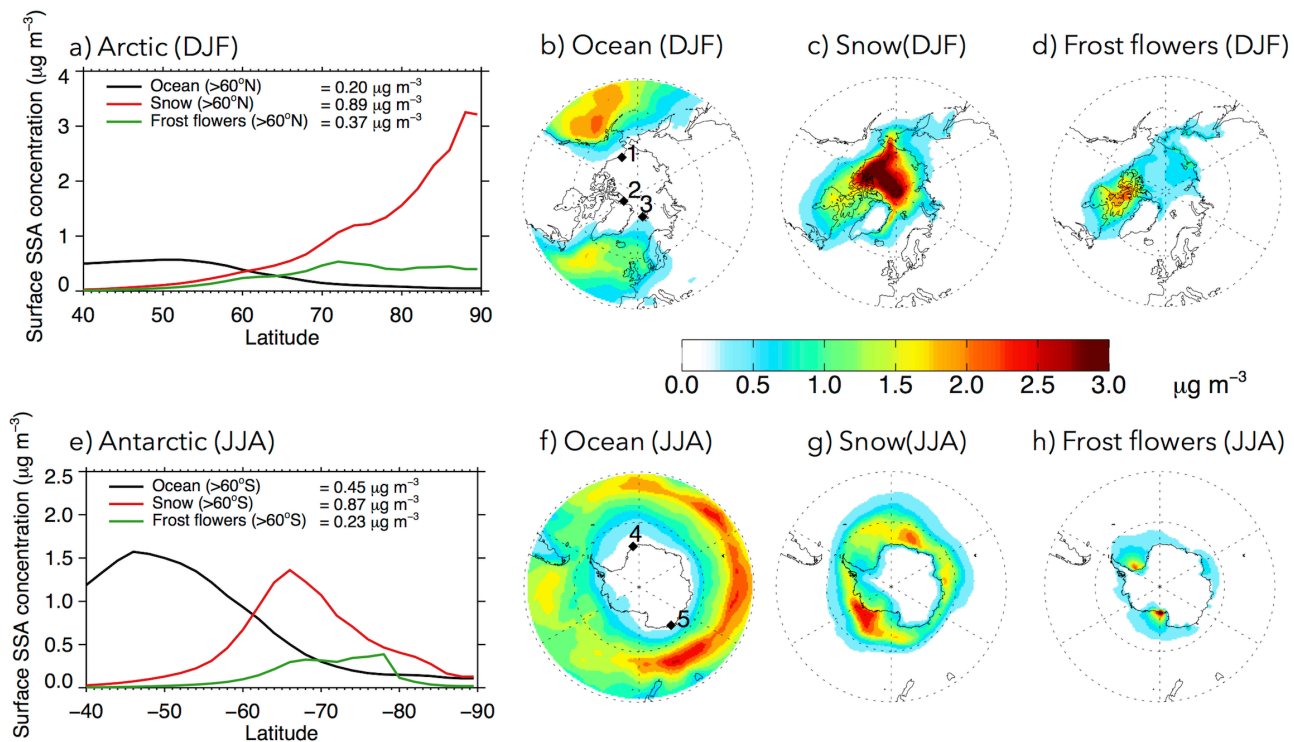 a) Arctic (DJF)
Surface SSA concentration (µg m⁻³)
4
3
2
1
0
Ocean (>60°N) = 0.20 µg m⁻³
Snow (>60°N) = 0.89 µg m⁻³
Frost flowers (>60°N) = 0.37 µg m⁻³
40 50 60 70 80 90
Latitude
b) Ocean (DJF)
1
2
3
c) Snow(DJF)
d) Frost flowers (DJF)
0.0 0.5 1.0 1.5 2.0 2.5 3.0 µg m⁻³
e) Antarctic (JJA)
Surface SSA concentration (µg m⁻³)
2.5
2.0
1.5
1.0
0.5
0.0
Ocean (>60°S) = 0.45 µg m⁻³
Snow (>60°S) = 0.87 µg m⁻³
Frost flowers (>60°S) = 0.23 µg m⁻³
−40 −50 −60 −70 −80 −90
Latitude
f) Ocean (JJA)
4
5
g) Snow(JJA)
h) Frost flowers (JJA)